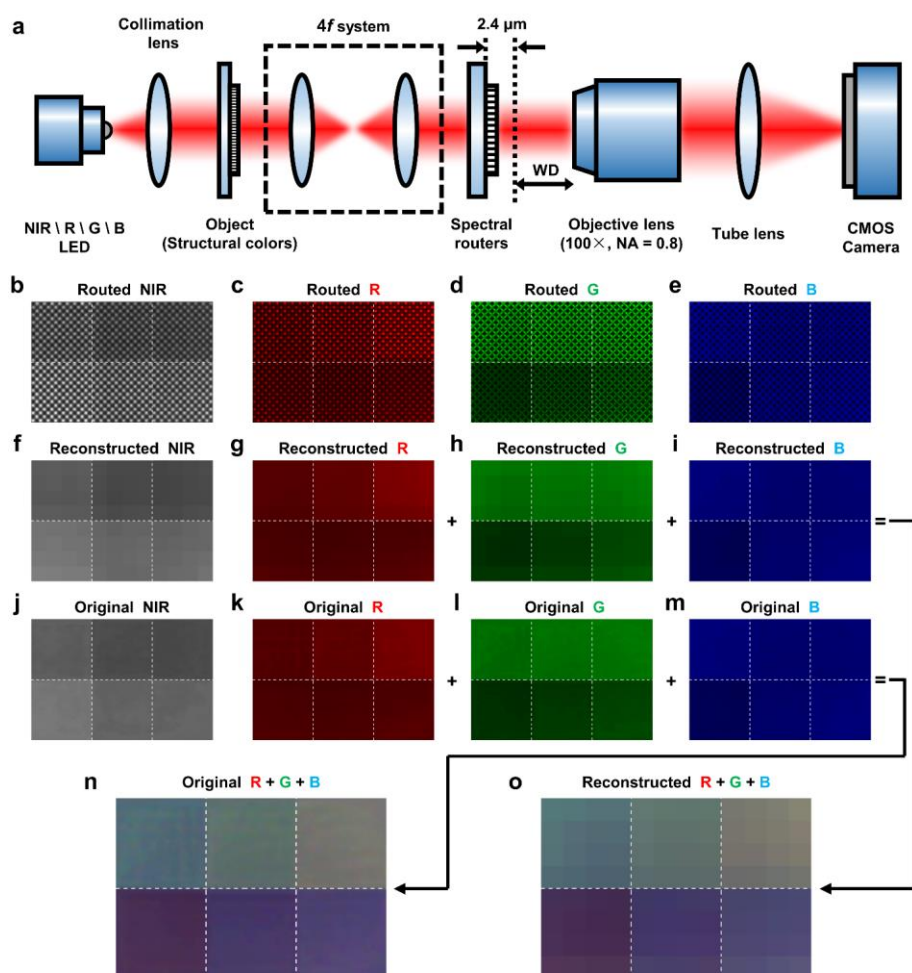 a
Collimation
lens
4f system
2.4 μm
WD
NIR \ R \ G \ B
LED
Object
(Structural colors)
Spectral
routers
Objective lens
(100×, NA = 0.8)
Tube lens
CMOS
Camera
b Routed NIR
c Routed R
d Routed G
e Routed B
f Reconstructed NIR
g Reconstructed R
h Reconstructed G
i Reconstructed B
+ + =
j Original NIR
k Original R
l Original G
m Original B
+ + =
n Original R + G + B
o Reconstructed R + G + B